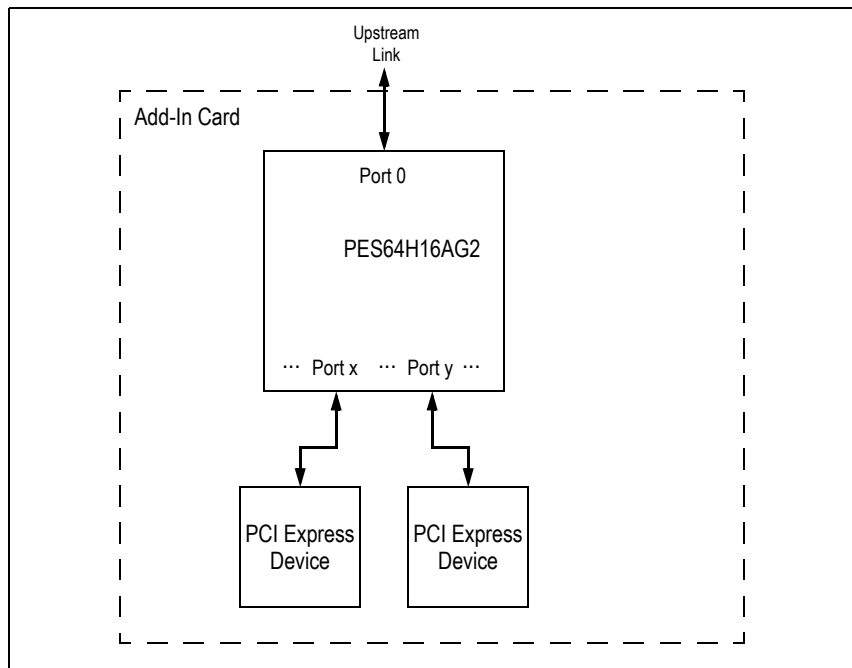 Upstream
Link
Add-In Card
Port 0
PES64H16AG2
··· Port x ··· Port y ···
PCI Express
Device
PCI Express
Device